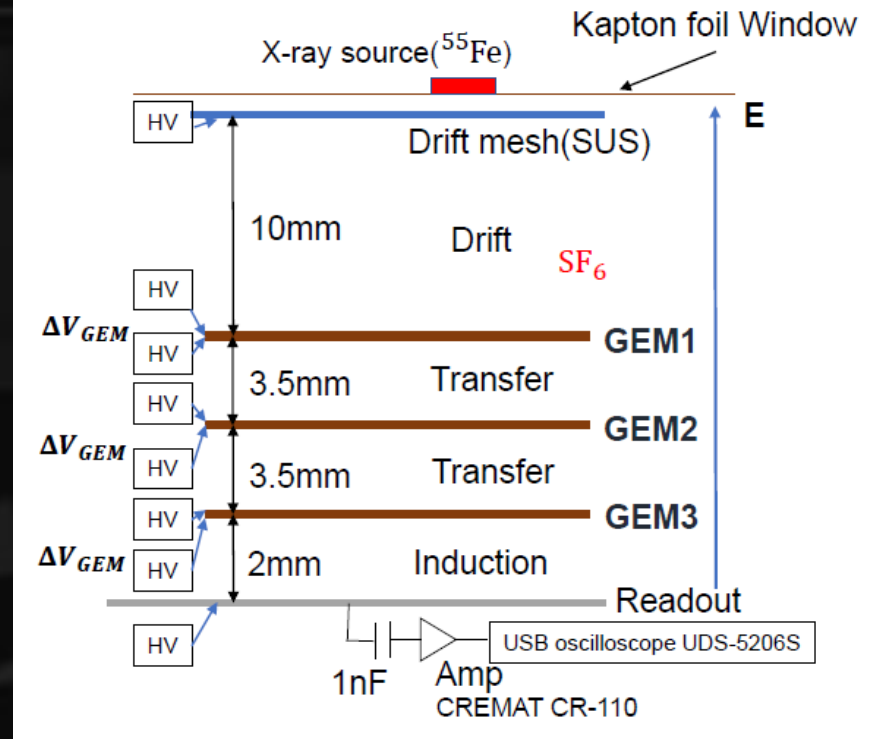 Kapton foil Window
X-ray source(⁵⁵Fe)
HV
E
Drift mesh(SUS)
10mm
Drift
SF₆
HV
ΔV_GEM
GEM1
HV
3.5mm
Transfer
HV
GEM2
ΔV_GEM
HV
3.5mm
Transfer
HV
GEM3
ΔV_GEM
HV
2mm
Induction
Readout
HV
USB oscilloscope UDS-5206S
1nF
Amp
CREMAT CR-110